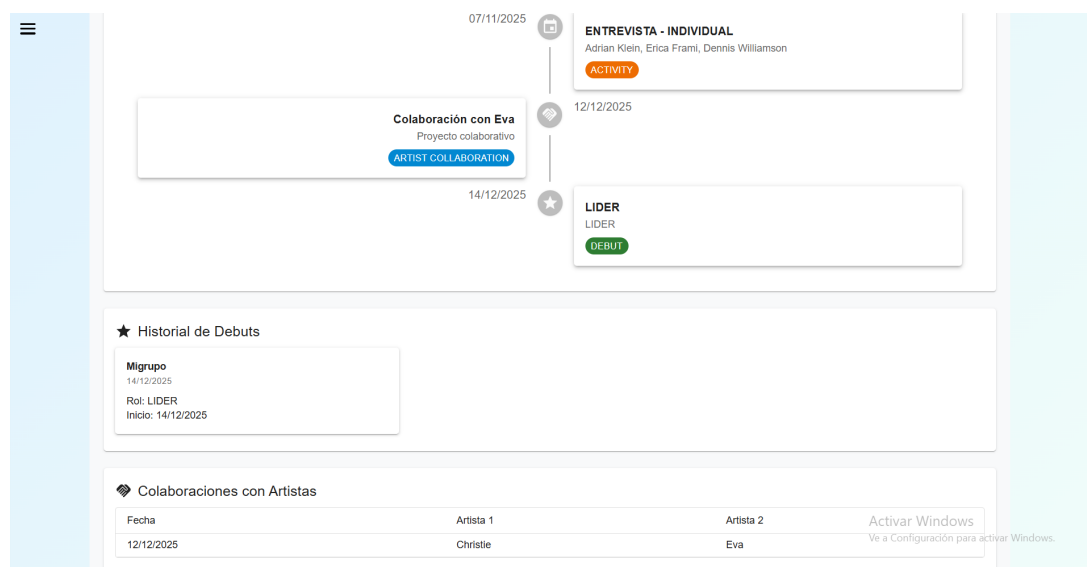 07/11/2025
ENTREVISTA - INDIVIDUAL
Adrian Klein, Erica Frami, Dennis Williamson
ACTIVITY
12/12/2025
Colaboración con Eva
Proyecto colaborativo
ARTIST COLLABORATION
14/12/2025
LIDER
LIDER
DEBUT
Historial de Debuts
Migrupo
14/12/2025
Rol: LIDER
Inicio: 14/12/2025
Colaboraciones con Artistas
Fecha Artista 1 Artista 2
12/12/2025 Christie Eva
Activar Windows
Ve a Configuración para activar Windows.